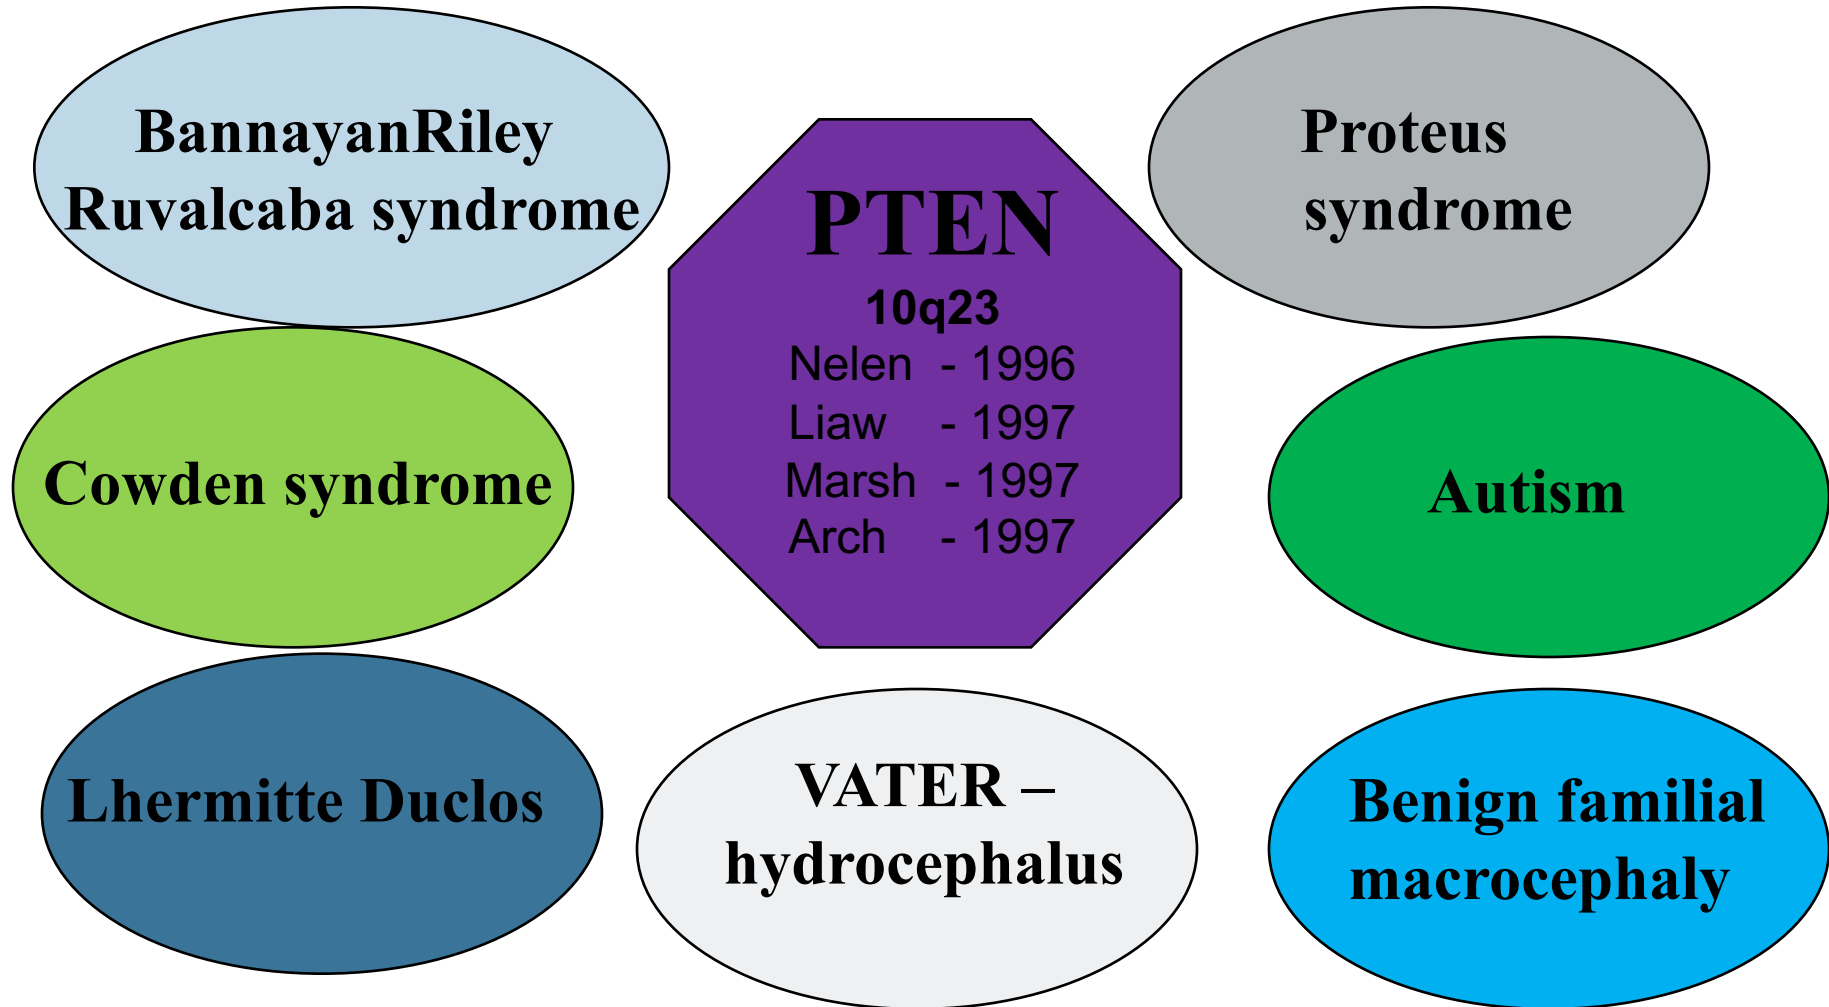 BannayanRiley
Ruvalcaba syndrome
Proteus
syndrome
PTEN
10q23
Nelen - 1996
Liaw - 1997
Marsh - 1997
Arch - 1997
Cowden syndrome
Autism
Lhermitte Duclos
VATER –
hydrocephalus
Benign familial
macrocephaly